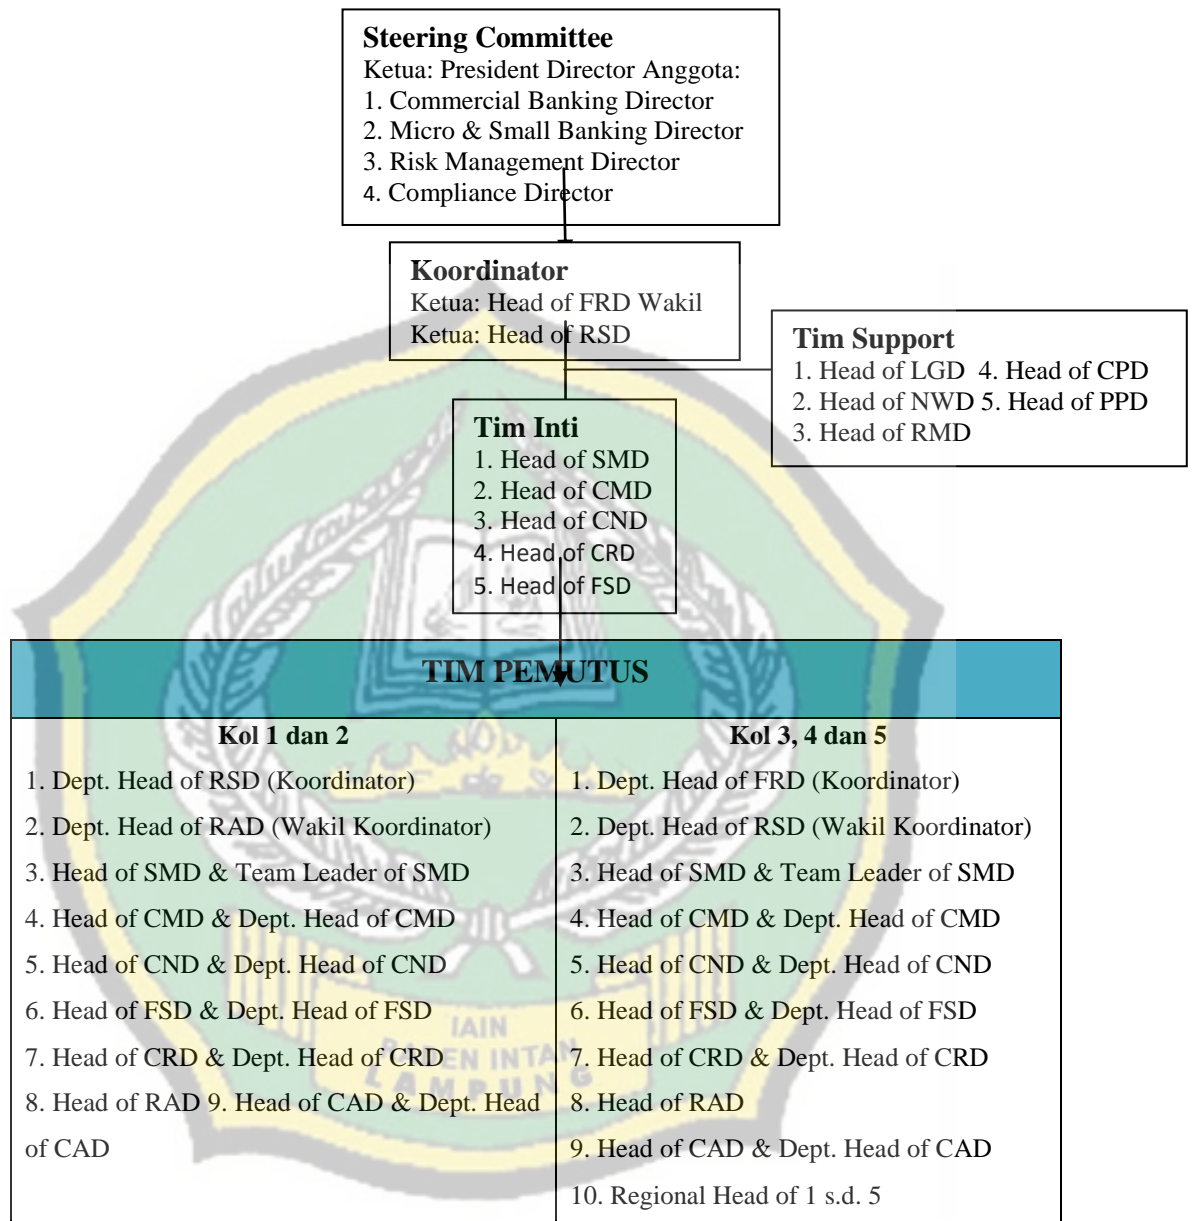 Steering Committee
Ketua: President Director Anggota:
1. Commercial Banking Director
2. Micro & Small Banking Director
3. Risk Management Director
4. Compliance Director
Koordinator
Ketua: Head of FRD Wakil
Ketua: Head of RSD
Tim Support
1. Head of LGD 4. Head of CPD
2. Head of NWD 5. Head of PPD
3. Head of RMD
Tim Inti
1. Head of SMD
2. Head of CMD
3. Head of CND
4. Head of CRD
5. Head of FSD
TIM PEMUTUS
Kol 1 dan 2
1. Dept. Head of RSD (Koordinator)
2. Dept. Head of RAD (Wakil Koordinator)
3. Head of SMD & Team Leader of SMD
4. Head of CMD & Dept. Head of CMD
5. Head of CND & Dept. Head of CND
6. Head of FSD & Dept. Head of FSD
7. Head of CRD & Dept. Head of CRD
8. Head of RAD 9. Head of CAD & Dept. Head
of CAD
Kol 3, 4 dan 5
1. Dept. Head of FRD (Koordinator)
2. Dept. Head of RSD (Wakil Koordinator)
3. Head of SMD & Team Leader of SMD
4. Head of CMD & Dept. Head of CMD
5. Head of CND & Dept. Head of CND
6. Head of FSD & Dept. Head of FSD
7. Head of CRD & Dept. Head of CRD
8. Head of RAD
9. Head of CAD & Dept. Head of CAD
10. Regional Head of 1 s.d. 5
IAIN
RADEN INTAN
LAMPUNG